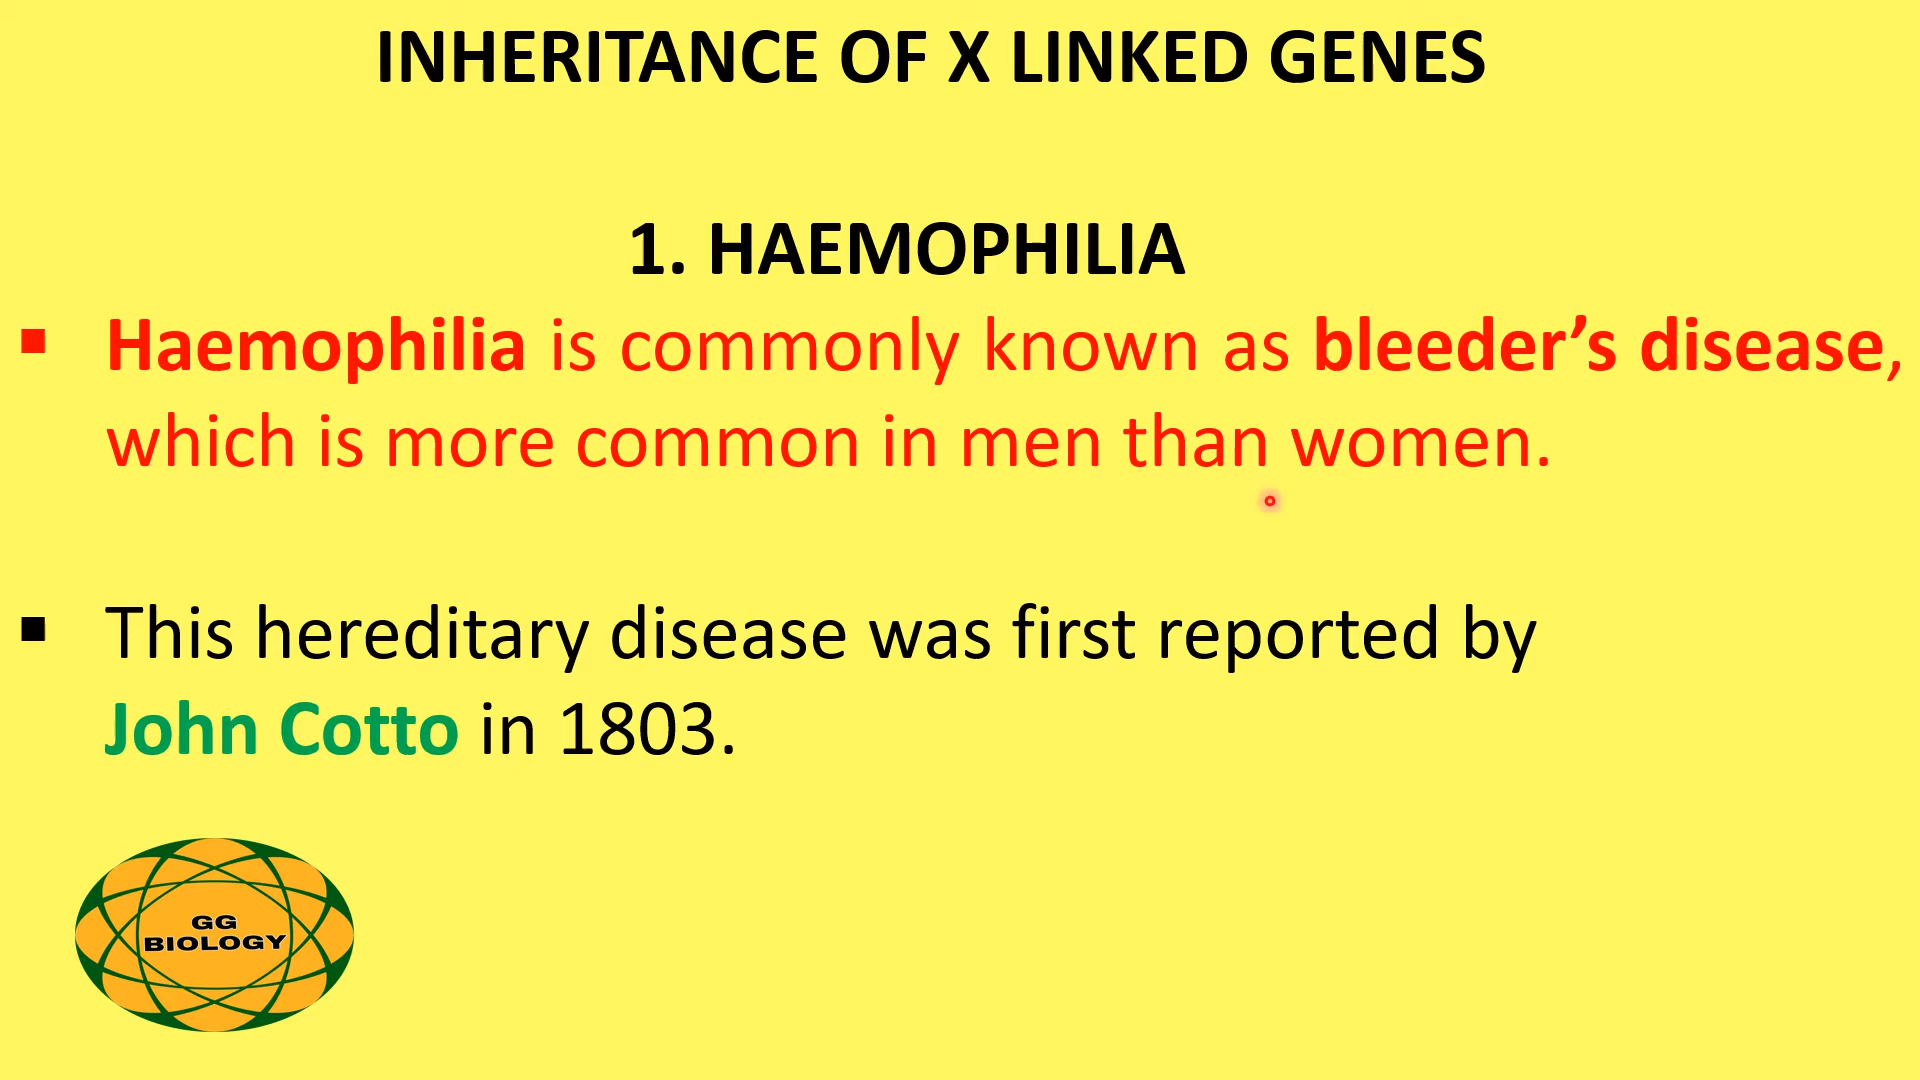 INHERITANCE OF X LINKED GENES
1. HAEMOPHILIA
▪ Haemophilia is commonly known as bleeder’s disease,
which is more common in men than women.
▪ This hereditary disease was first reported by
John Cotto in 1803.
GG
BIOLOGY